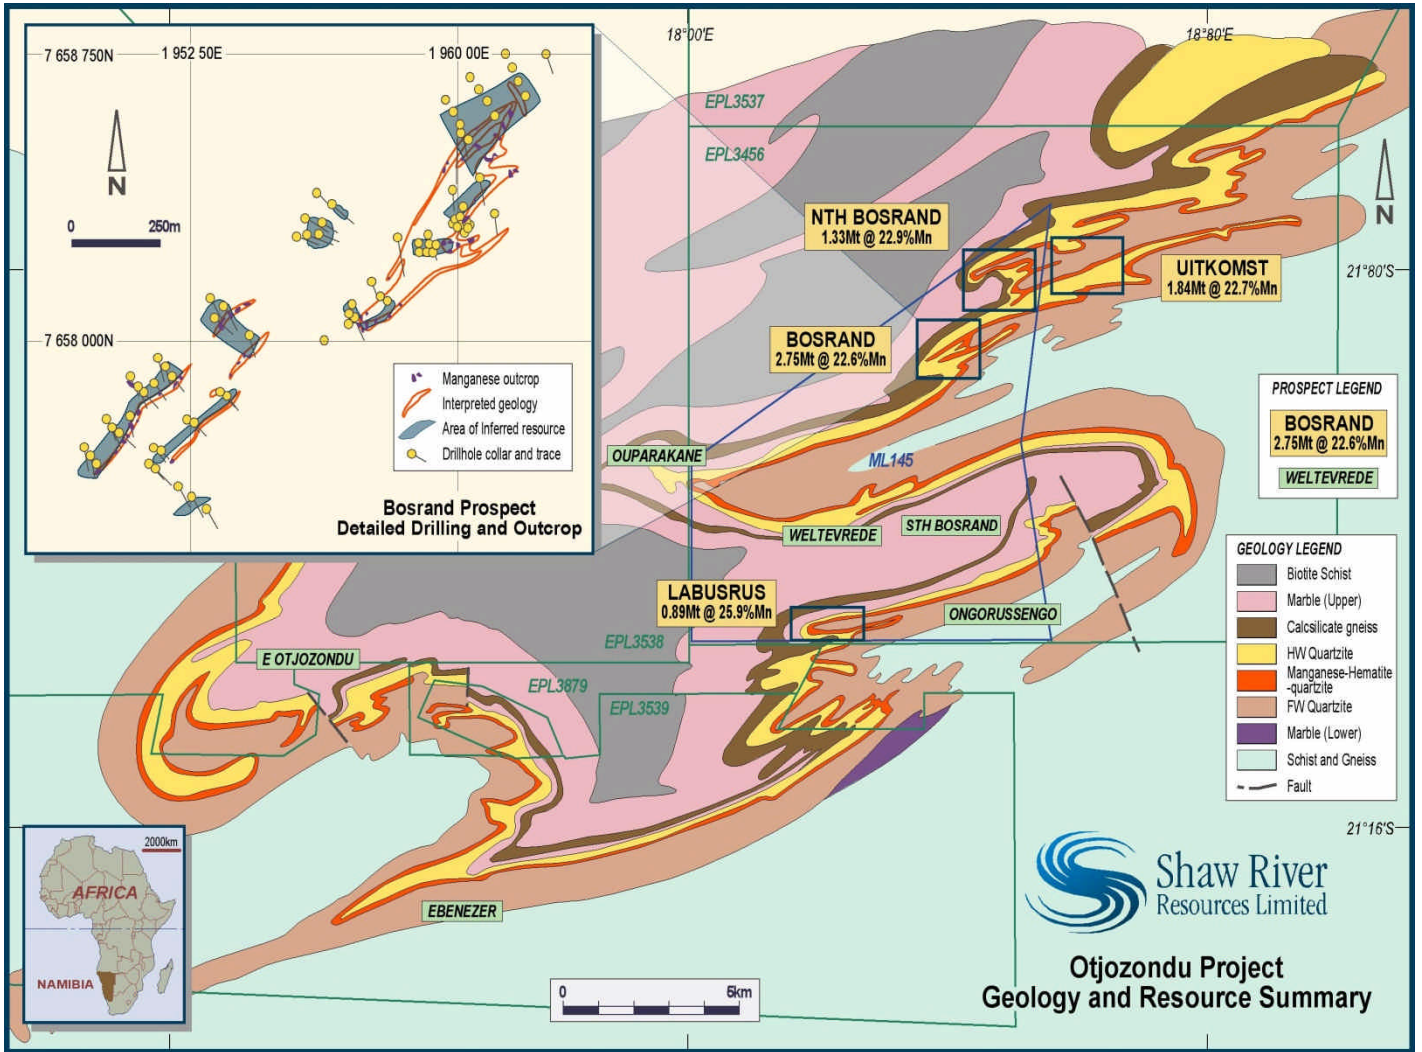 7 658 750N
1 952 50E
1 960 00E
N
0
250m
7 658 000N
Manganese outcrop
Interpreted geology
Area of Inferred resource
Drillhole collar and trace
Bosrand Prospect
Detailed Drilling and Outcrop
18°00'E
18°80'E
EPL3537
EPL3456
N
NTH BOSRAND
1.33Mt @ 22.9%Mn
UITKOMST
1.84Mt @ 22.7%Mn
21°80'S
BOSRAND
2.75Mt @ 22.6%Mn
PROSPECT LEGEND
BOSRAND
2.75Mt @ 22.6%Mn
WELTEVREDE
OUPARAKANE
ML145
WELTEVREDE
STH BOSRAND
LABUSRUS
0.89Mt @ 25.9%Mn
ONGORUSSENGO
EPL3538
E OTJOZONDU
EPL3879
EPL3539
GEOLOGY LEGEND
Biotite Schist
Marble (Upper)
Calcsilicate gneiss
HW Quartzite
Manganese-Hematite
-quartzite
FW Quartzite
Marble (Lower)
Schist and Gneiss
Fault
21°16'S
2000km
AFRICA
NAMIBIA
EBENEZER
0
5km
Shaw River
Resources Limited
Otjozondu Project
Geology and Resource Summary